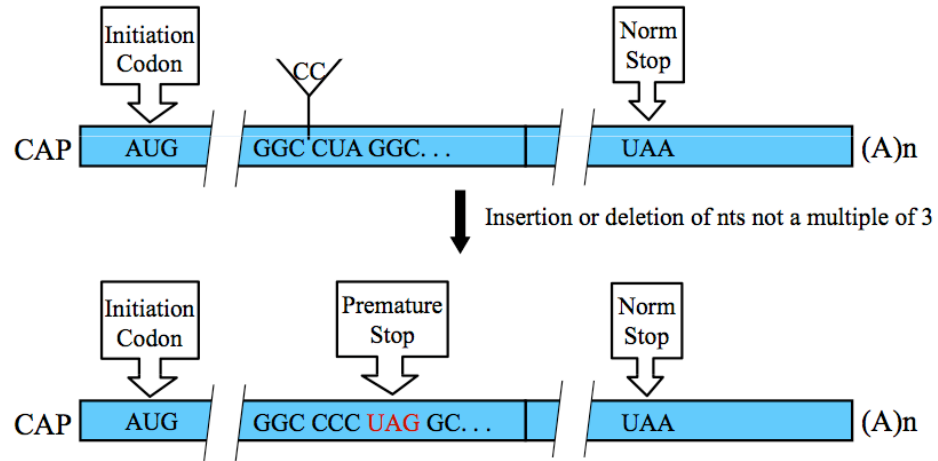 Initiation
Codon
CC
Norm
Stop
CAP AUG GGC CUA GGC. . . UAA (A)n
Insertion or deletion of nts not a multiple of 3
Initiation
Codon
Premature
Stop
Norm
Stop
CAP AUG GGC CCC UAG GC. . . UAA (A)n